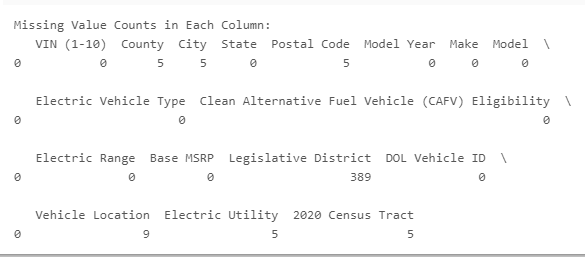 Missing Value Counts in Each Column:
VIN (1-10) County City State Postal Code Model Year Make Model \
0 0 5 5 0 5 0 0 0
Electric Vehicle Type Clean Alternative Fuel Vehicle (CAFV) Eligibility \
0 0 0
Electric Range Base MSRP Legislative District DOL Vehicle ID \
0 0 0 389 0
Vehicle Location Electric Utility 2020 Census Tract
0 9 5 5